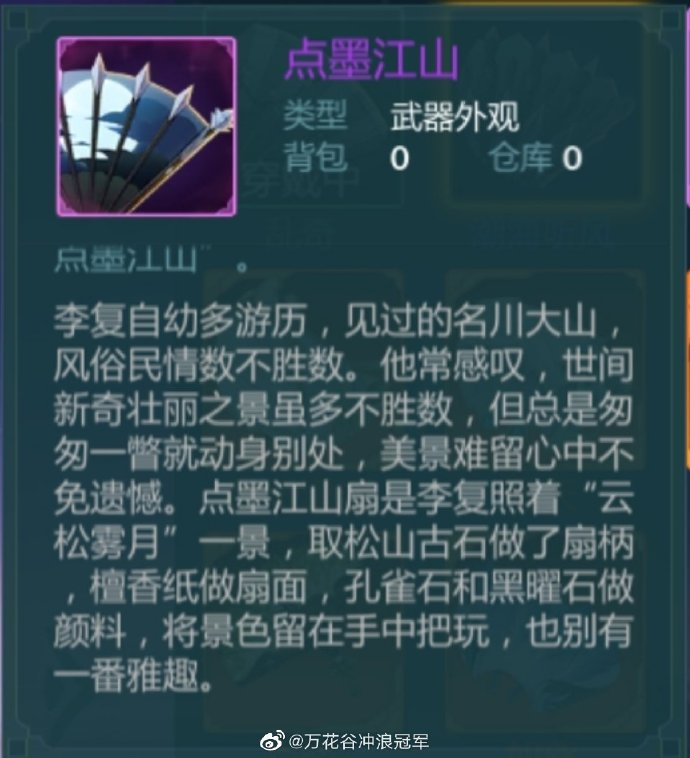 点墨江山
类型 武器外观
背包 0 仓库 0
点墨江山”。
李复自幼多游历，见过的名川大山，
风俗民情数不胜数。他常感叹，世间
新奇壮丽之景虽多不胜数，但总是匆
匆一瞥就动身别处，美景难留心中不
免遗憾。点墨江山扇是李复照着“云
松雾月”一景，取松山古石做了扇柄
，檀香纸做扇面，孔雀石和黑曜石做
颜料，将景色留在手中把玩，也别有
一番雅趣。
@万花谷冲浪冠军